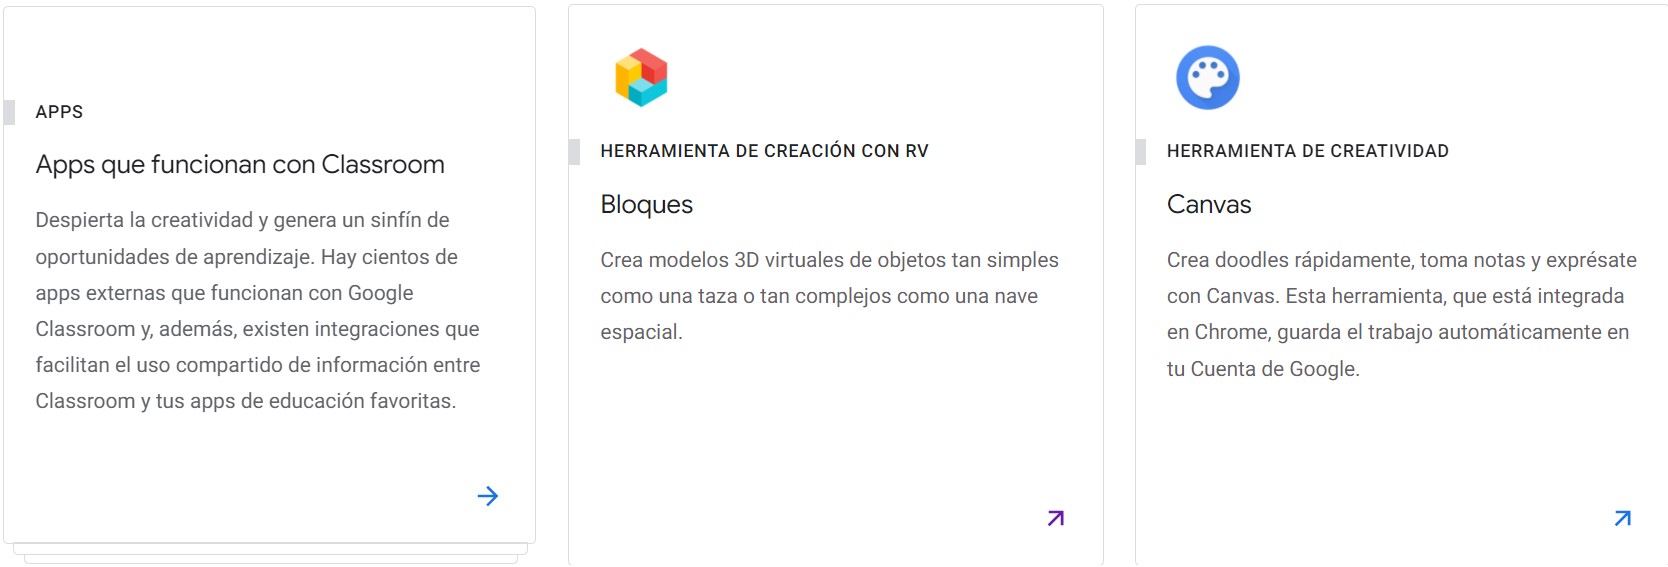 APPS
Apps que funcionan con Classroom
Despierta la creatividad y genera un sinfín de
oportunidades de aprendizaje. Hay cientos de
apps externas que funcionan con Google
Classroom y, además, existen integraciones que
facilitan el uso compartido de información entre
Classroom y tus apps de educación favoritas.
HERRAMIENTA DE CREACIÓN CON RV
Bloques
Crea modelos 3D virtuales de objetos tan simples
como una taza o tan complejos como una nave
espacial.
HERRAMIENTA DE CREATIVIDAD
Canvas
Crea doodles rápidamente, toma notas y exprésate
con Canvas. Esta herramienta, que está integrada
en Chrome, guarda el trabajo automáticamente en
tu Cuenta de Google.